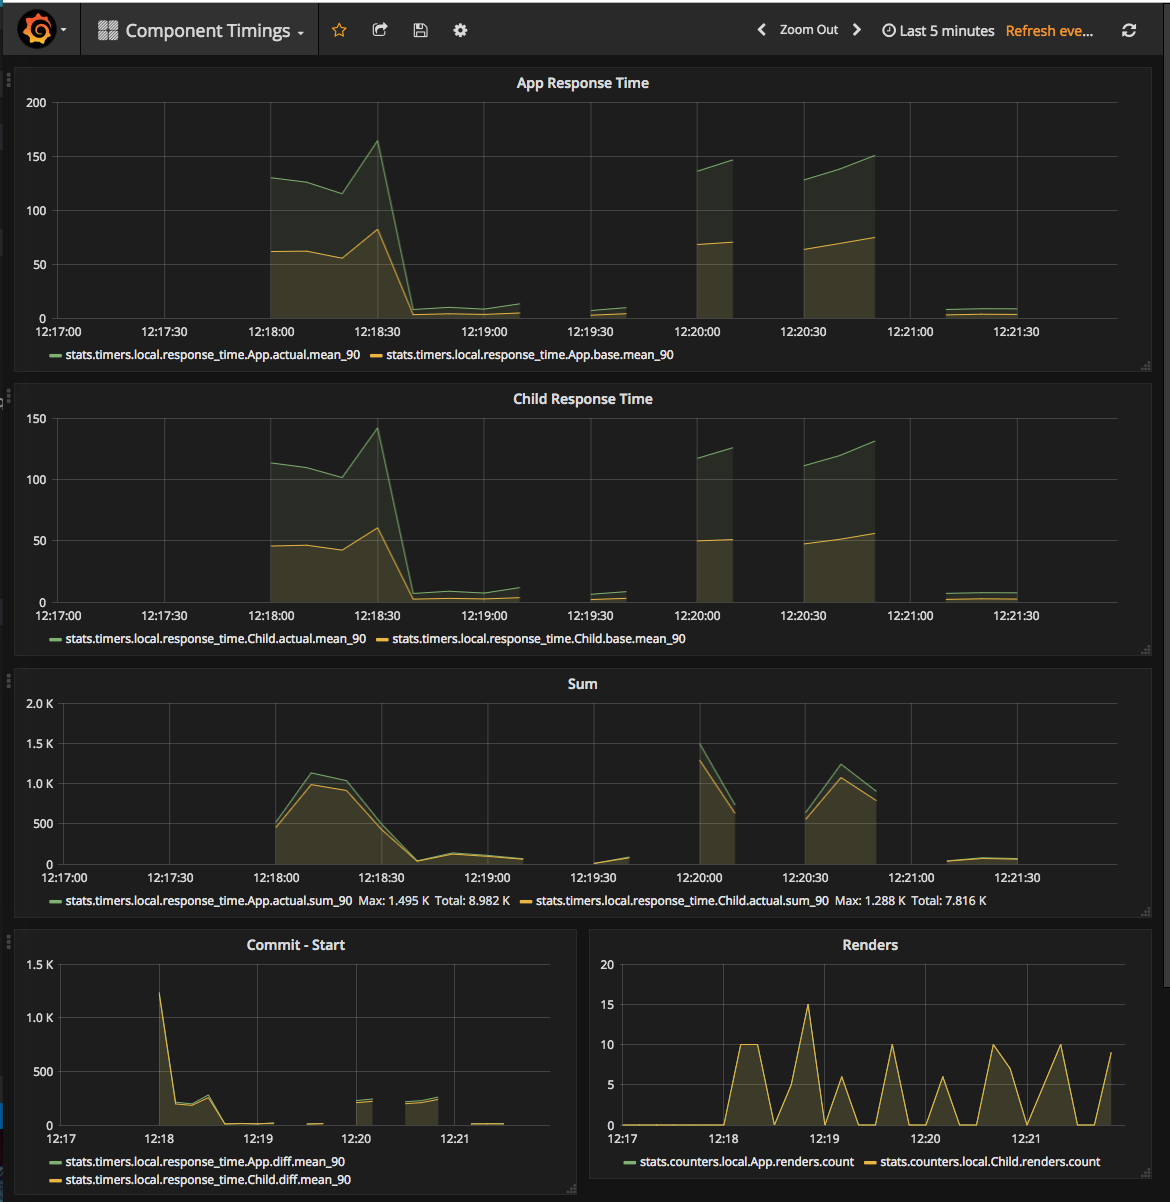 Component Timings
Zoom Out
Last 5 minutes Refresh eve...
App Response Time
200
150
100
50
0
12:17:00 12:17:30 12:18:00 12:18:30 12:19:00 12:19:30 12:20:00 12:20:30 12:21:00 12:21:30
stats.timers.local.response_time.App.actual.mean_90 stats.timers.local.response_time.App.base.mean_90
Child Response Time
150
100
50
0
12:17:00 12:17:30 12:18:00 12:18:30 12:19:00 12:19:30 12:20:00 12:20:30 12:21:00 12:21:30
stats.timers.local.response_time.Child.actual.mean_90 stats.timers.local.response_time.Child.base.mean_90
Sum
2.0 K
1.5 K
1.0 K
500
0
12:17:00 12:17:30 12:18:00 12:18:30 12:19:00 12:19:30 12:20:00 12:20:30 12:21:00 12:21:30
stats.timers.local.response_time.App.actual.sum_90 Max: 1.495 K Total: 8.982 K stats.timers.local.response_time.Child.actual.sum_90 Max: 1.288 K Total: 7.816 K
Commit - Start
1.5 K
1.0 K
500
0
12:17 12:18 12:19 12:20 12:21
stats.timers.local.response_time.App.diff.mean_90
stats.timers.local.response_time.Child.diff.mean_90
Renders
20
15
10
5
0
12:17 12:18 12:19 12:20 12:21
stats.counters.local.App.renders.count stats.counters.local.Child.renders.count